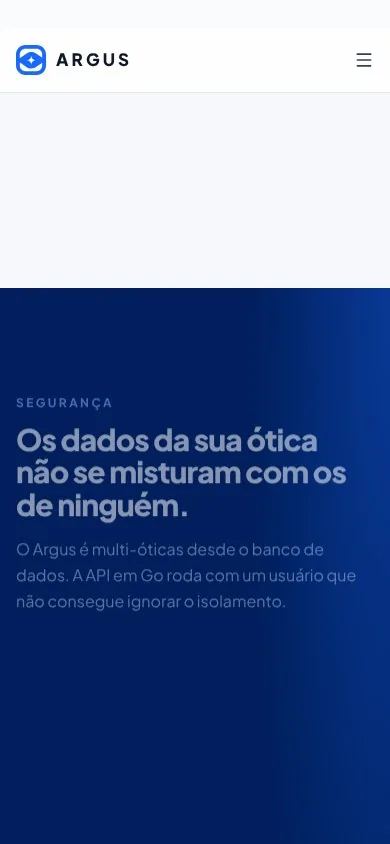 ARGUS
SEGURANÇA
Os dados da sua ótica
não se misturam com os
de ninguém.
O Argus é multi-óticas desde o banco de
dados. A API em Go roda com um usuário que
não consegue ignorar o isolamento.